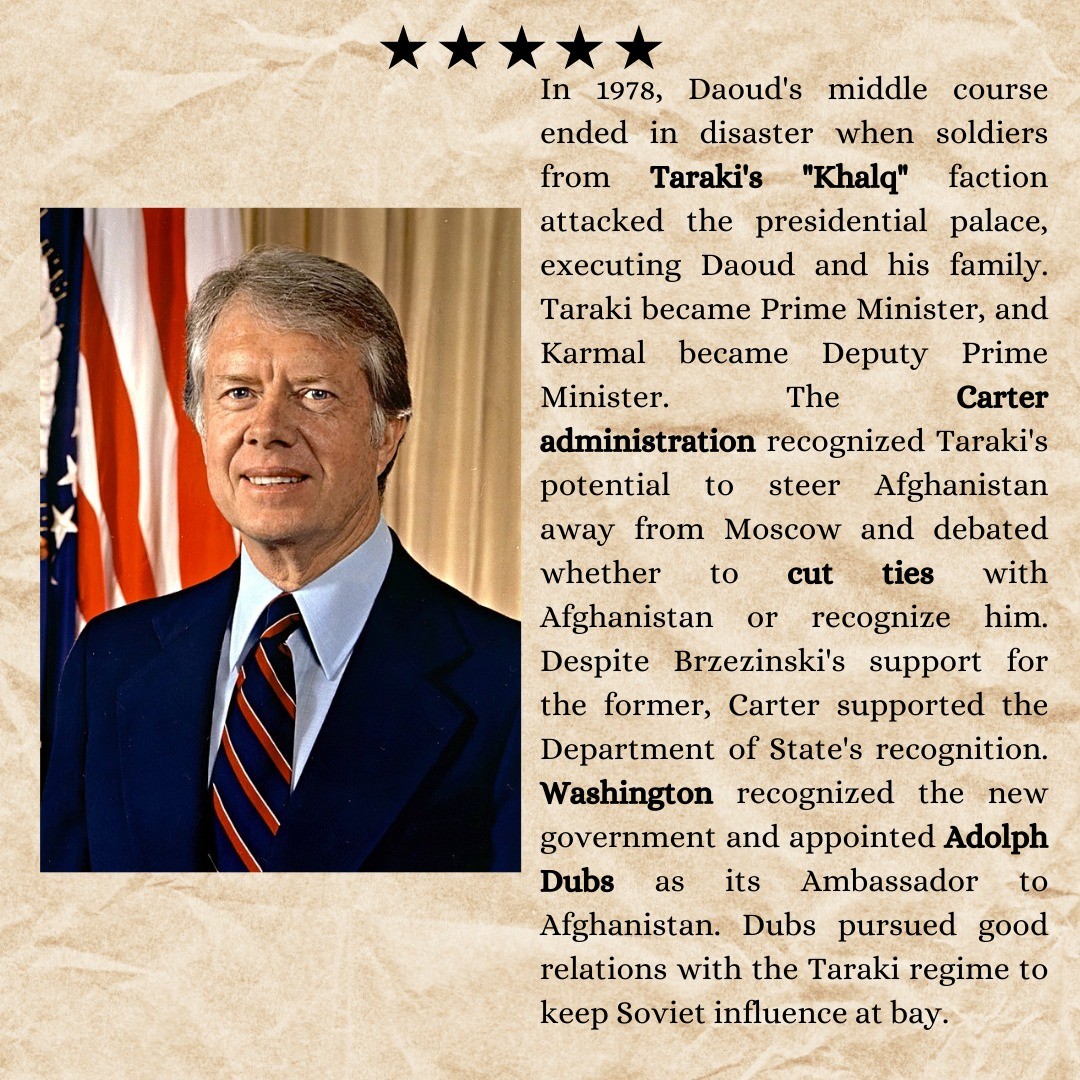 In 1978, Daoud's middle course
ended in disaster when soldiers
from Taraki's "Khalq" faction
attacked the presidential palace,
executing Daoud and his family.
Taraki became Prime Minister, and
Karmal became Deputy Prime
Minister. The Carter
administration recognized Taraki's
potential to steer Afghanistan
away from Moscow and debated
whether to cut ties with
Afghanistan or recognize him.
Despite Brzezinski's support for
the former, Carter supported the
Department of State's recognition.
Washington recognized the new
government and appointed Adolph
Dubs as its Ambassador to
Afghanistan. Dubs pursued good
relations with the Taraki regime to
keep Soviet influence at bay.